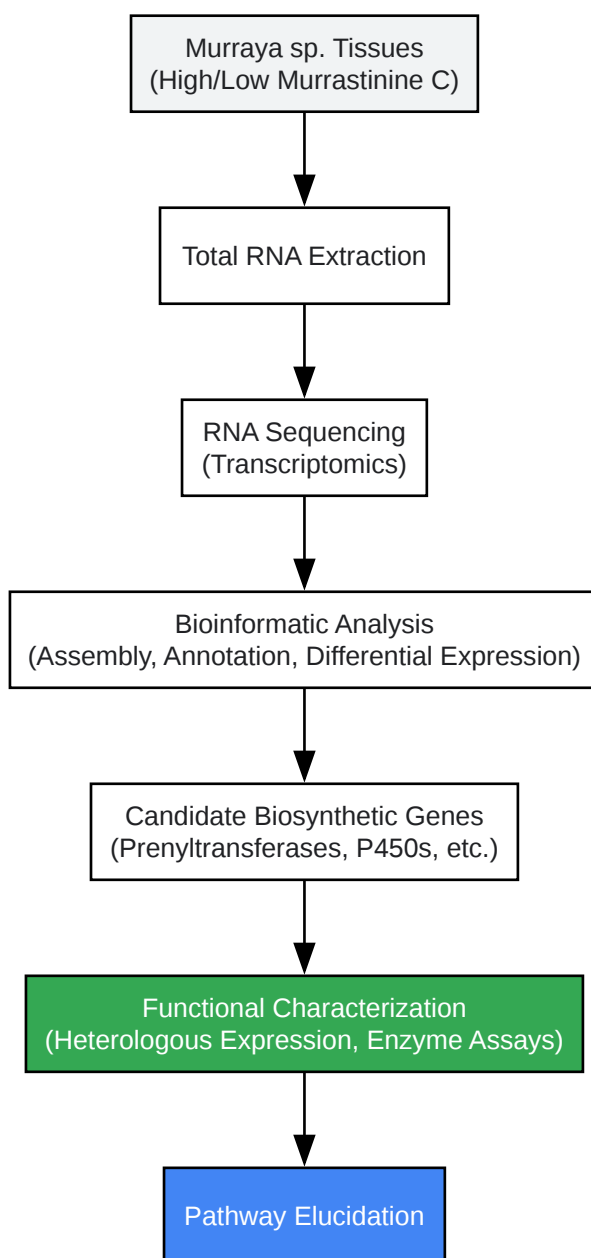 Murraya sp. Tissues
(High/Low Murrastinine C)
Total RNA Extraction
RNA Sequencing
(Transcriptomics)
Bioinformatic Analysis
(Assembly, Annotation, Differential Expression)
Candidate Biosynthetic Genes
(Prenyltransferases, P450s, etc.)
Functional Characterization
(Heterologous Expression, Enzyme Assays)
Pathway Elucidation